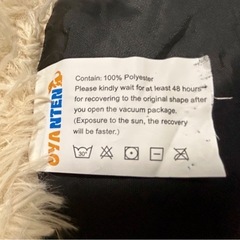 UYANTEN
Contain: 100% Polyester
Please kindly wait for at least 48 hours
for recovering to the original shape after
you open the vacuum package.
(Exposure to the sun, the recovery
will be faster.)
30°